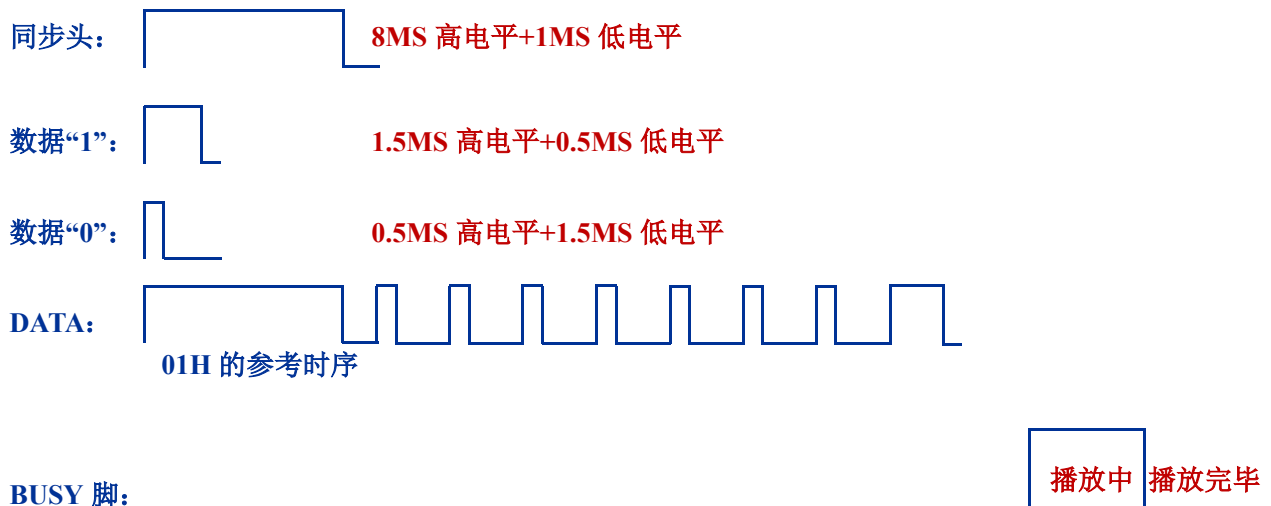 同步头： 8MS 高电平+1MS 低电平
数据“1”： 1.5MS 高电平+0.5MS 低电平
数据“0”： 0.5MS 高电平+1.5MS 低电平
DATA：
01H 的参考时序
播放中 播放完毕
BUSY 脚：